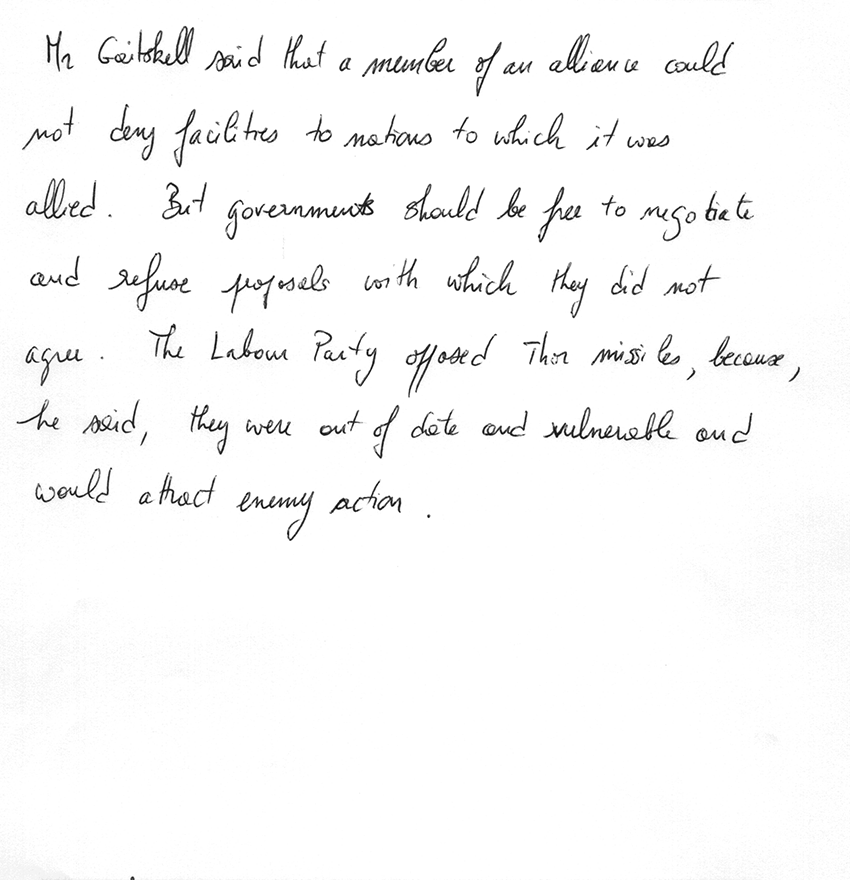 Mr Gaitskell said that a member of an alliance could
not deny facilities to nations to which it was
allied. But governments should be free to negotiate
and refuse proposals with which they did not
agree. The Labour Party opposed Thor missiles, because,
he said, they were out of date and vulnerable and
would attract enemy action.